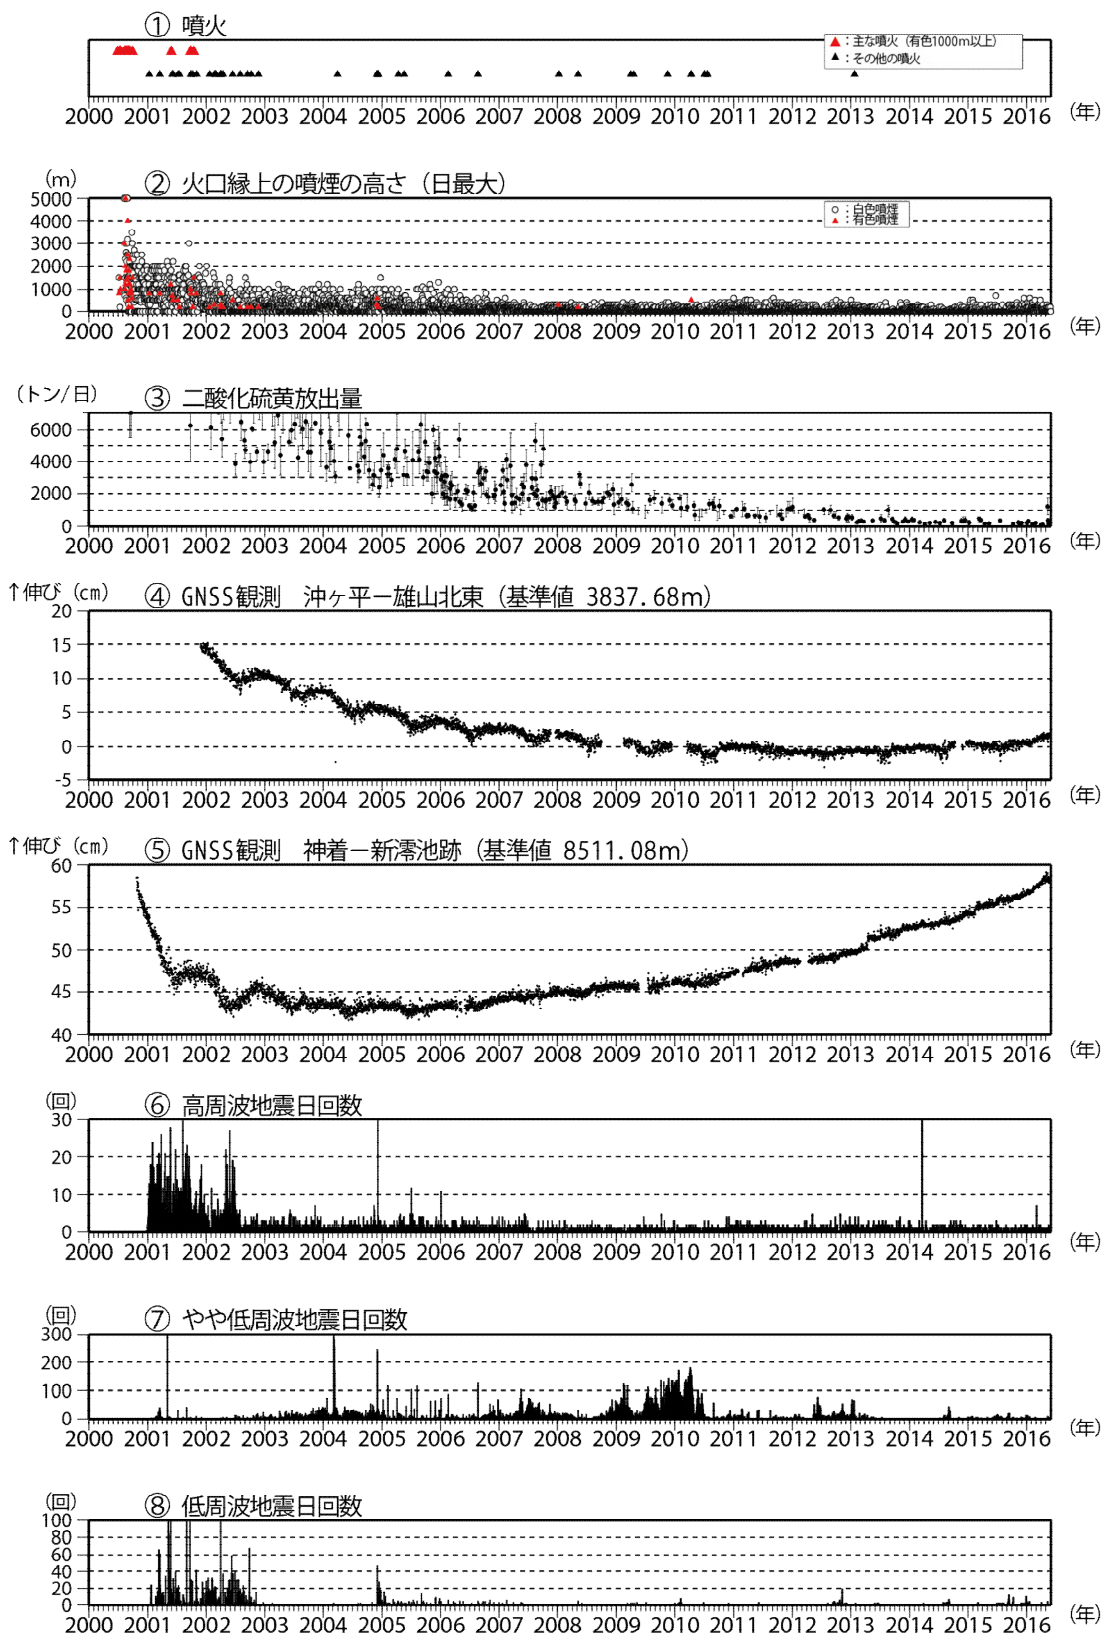 ① 噴火
▲：主な噴火（有色1000m以上）
▲：その他の噴火
2000 2001 2002 2003 2004 2005 2006 2007 2008 2009 2010 2011 2012 2013 2014 2015 2016 （年）
（m） ② 火口縁上の噴煙の高さ（日最大）
5000
○：白色噴煙
▲：有色噴煙
4000
3000
2000
1000
0
2000 2001 2002 2003 2004 2005 2006 2007 2008 2009 2010 2011 2012 2013 2014 2015 2016 （年）
（トン/日） ③ 二酸化硫黄放出量
6000
4000
2000
0
2000 2001 2002 2003 2004 2005 2006 2007 2008 2009 2010 2011 2012 2013 2014 2015 2016 （年）
↑伸び（cm） ④ GNSS観測　沖ヶ平－雄山北東（基準値 3837.68m）
20
15
10
5
0
-5
2000 2001 2002 2003 2004 2005 2006 2007 2008 2009 2010 2011 2012 2013 2014 2015 2016 （年）
↑伸び（cm） ⑤ GNSS観測　神着－新澪池跡（基準値 8511.08m）
60
55
50
45
40
2000 2001 2002 2003 2004 2005 2006 2007 2008 2009 2010 2011 2012 2013 2014 2015 2016 （年）
（回） ⑥ 高周波地震日回数
30
20
10
0
2000 2001 2002 2003 2004 2005 2006 2007 2008 2009 2010 2011 2012 2013 2014 2015 2016 （年）
（回） ⑦ やや低周波地震日回数
300
200
100
0
2000 2001 2002 2003 2004 2005 2006 2007 2008 2009 2010 2011 2012 2013 2014 2015 2016 （年）
（回） ⑧ 低周波地震日回数
100
80
60
40
20
0
2000 2001 2002 2003 2004 2005 2006 2007 2008 2009 2010 2011 2012 2013 2014 2015 2016 （年）